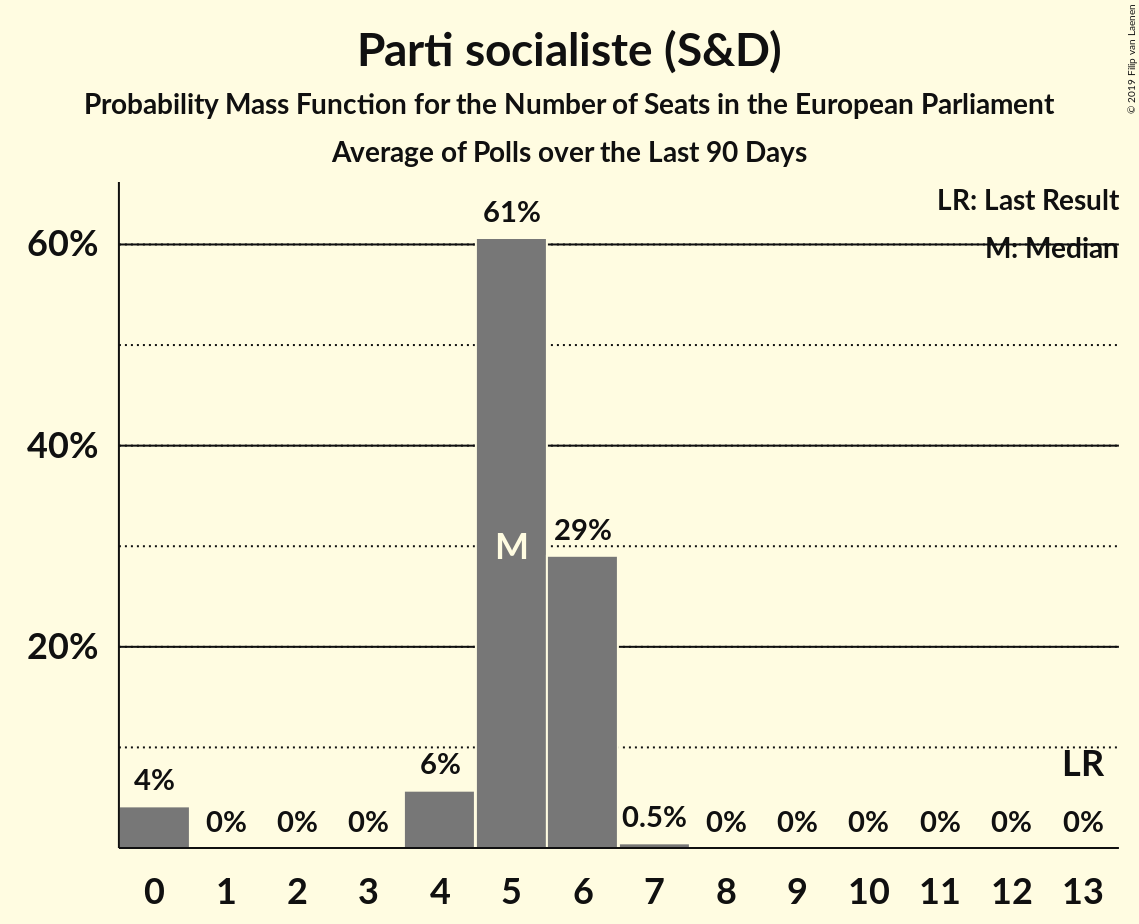 Parti socialiste (S&D)
Probability Mass Function for the Number of Seats in the European Parliament
Average of Polls over the Last 90 Days
© 2019 Filip van Laenen
LR: Last Result
M: Median
61%
60%
40%
M
29%
20%
LR
6%
4%
0% 0% 0% 0.5% 0% 0% 0% 0% 0% 0%
0 1 2 3 4 5 6 7 8 9 10 11 12 13